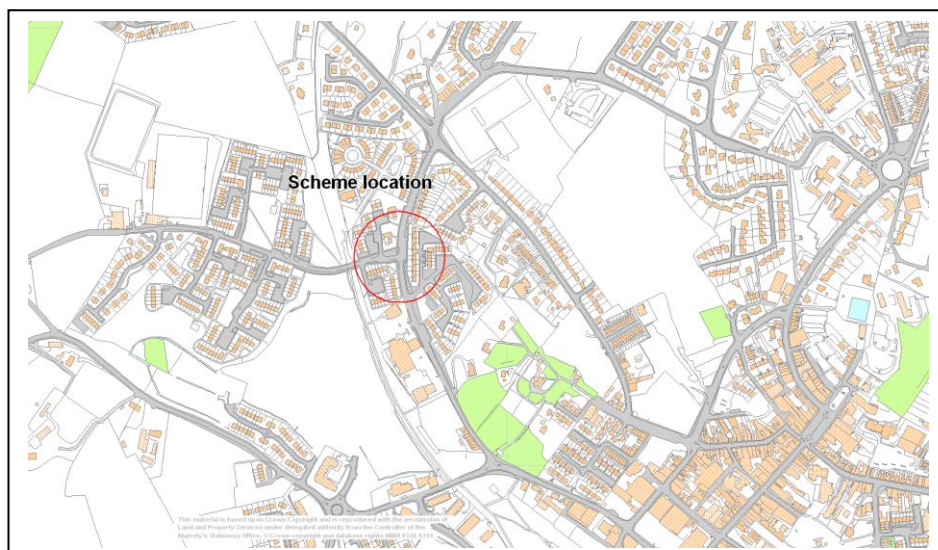 Scheme location
This material is based upon Crown Copyright and is reproduced with the permission of
Land and Property Services under delegated authority from the Controller of Her
Majesty's Stationery Office, © Crown copyright and database rights